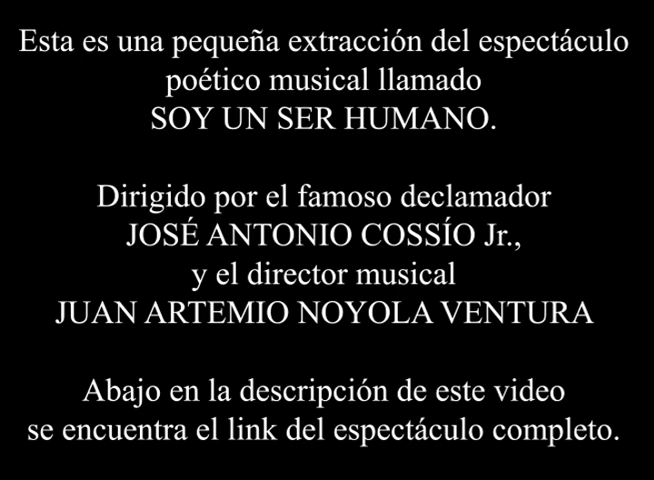 Esta es una pequeña extracción del espectáculo
poético musical llamado
SOY UN SER HUMANO.
Dirigido por el famoso declamador
JOSÉ ANTONIO COSSÍO Jr.,
y el director musical
JUAN ARTEMIO NOYOLA VENTURA
Abajo en la descripción de este video
se encuentra el link del espectáculo completo.